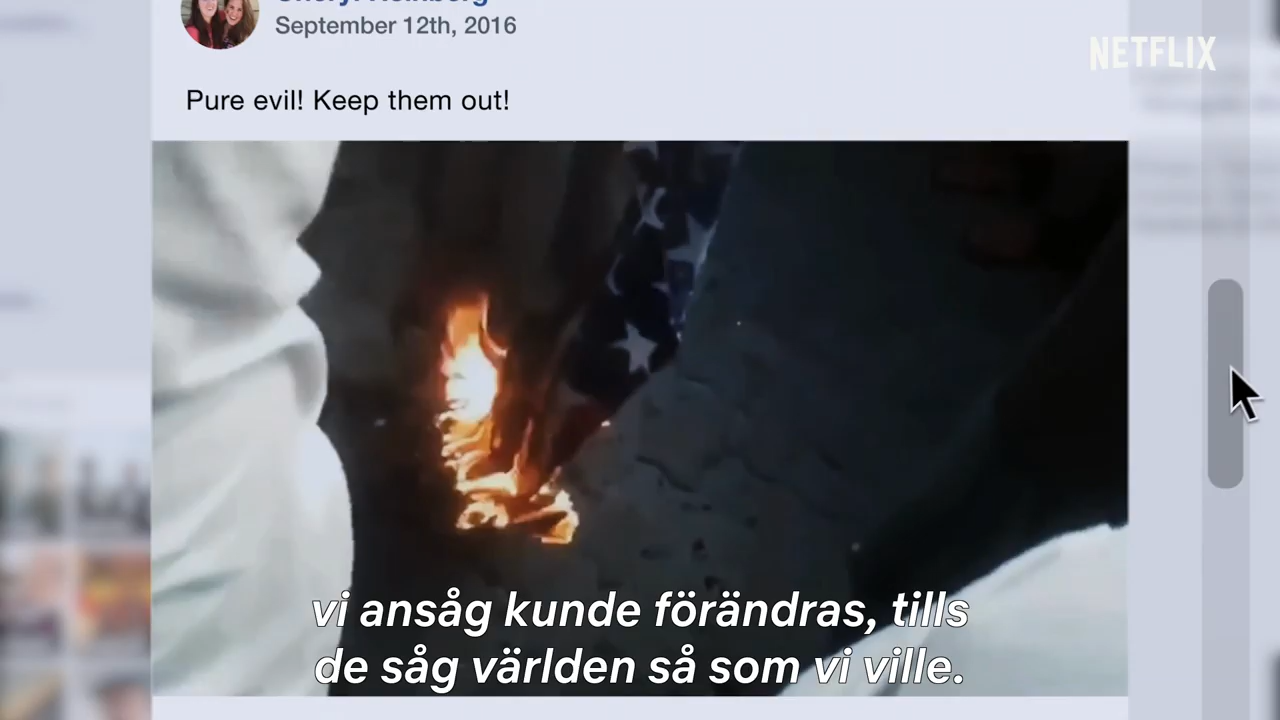 September 12th, 2016
NETFLIX
Pure evil! Keep them out!
vi ansåg kunde förändras, tills
de såg världen så som vi ville.